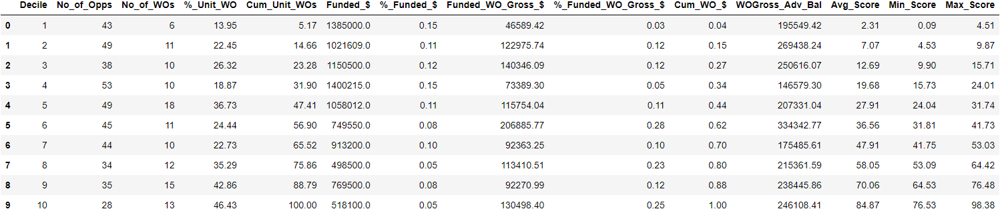 Decile No_of_Opps No_of_WOs %_Unit_WO Cum_Unit_WOs Funded_$ %_Funded_$ Funded_WO_Gross_$ %_Funded_WO_Gross_$ Cum_WO_$ WOGross_Adv_Bal Avg_Score Min_Score Max_Score
0 1 43 6 13.95 5.17 1385000.0 0.15 46589.42 0.03 0.04 195549.42 2.31 0.09 4.51
1 2 49 11 22.45 14.66 1021609.0 0.11 122975.74 0.12 0.15 269438.24 7.07 4.53 9.87
2 3 38 10 26.32 23.28 1150500.0 0.12 140346.09 0.12 0.27 250616.07 12.69 9.90 15.71
3 4 53 10 18.87 31.90 1400215.0 0.15 73389.30 0.05 0.34 146579.30 19.68 15.73 24.01
4 5 49 18 36.73 47.41 1058012.0 0.11 115754.04 0.11 0.44 207331.04 27.91 24.04 31.74
5 6 45 11 24.44 56.90 749550.0 0.08 206885.77 0.28 0.62 334342.77 36.56 31.81 41.73
6 7 44 10 22.73 65.52 913200.0 0.10 92363.25 0.10 0.70 175485.61 47.91 41.75 53.03
7 8 34 12 35.29 75.86 498500.0 0.05 113410.51 0.23 0.80 215361.59 58.05 53.09 64.42
8 9 35 15 42.86 88.79 769500.0 0.08 92270.99 0.12 0.88 238445.86 70.06 64.53 76.48
9 10 28 13 46.43 100.00 518100.0 0.05 130498.40 0.25 1.00 246108.41 84.87 76.53 98.38